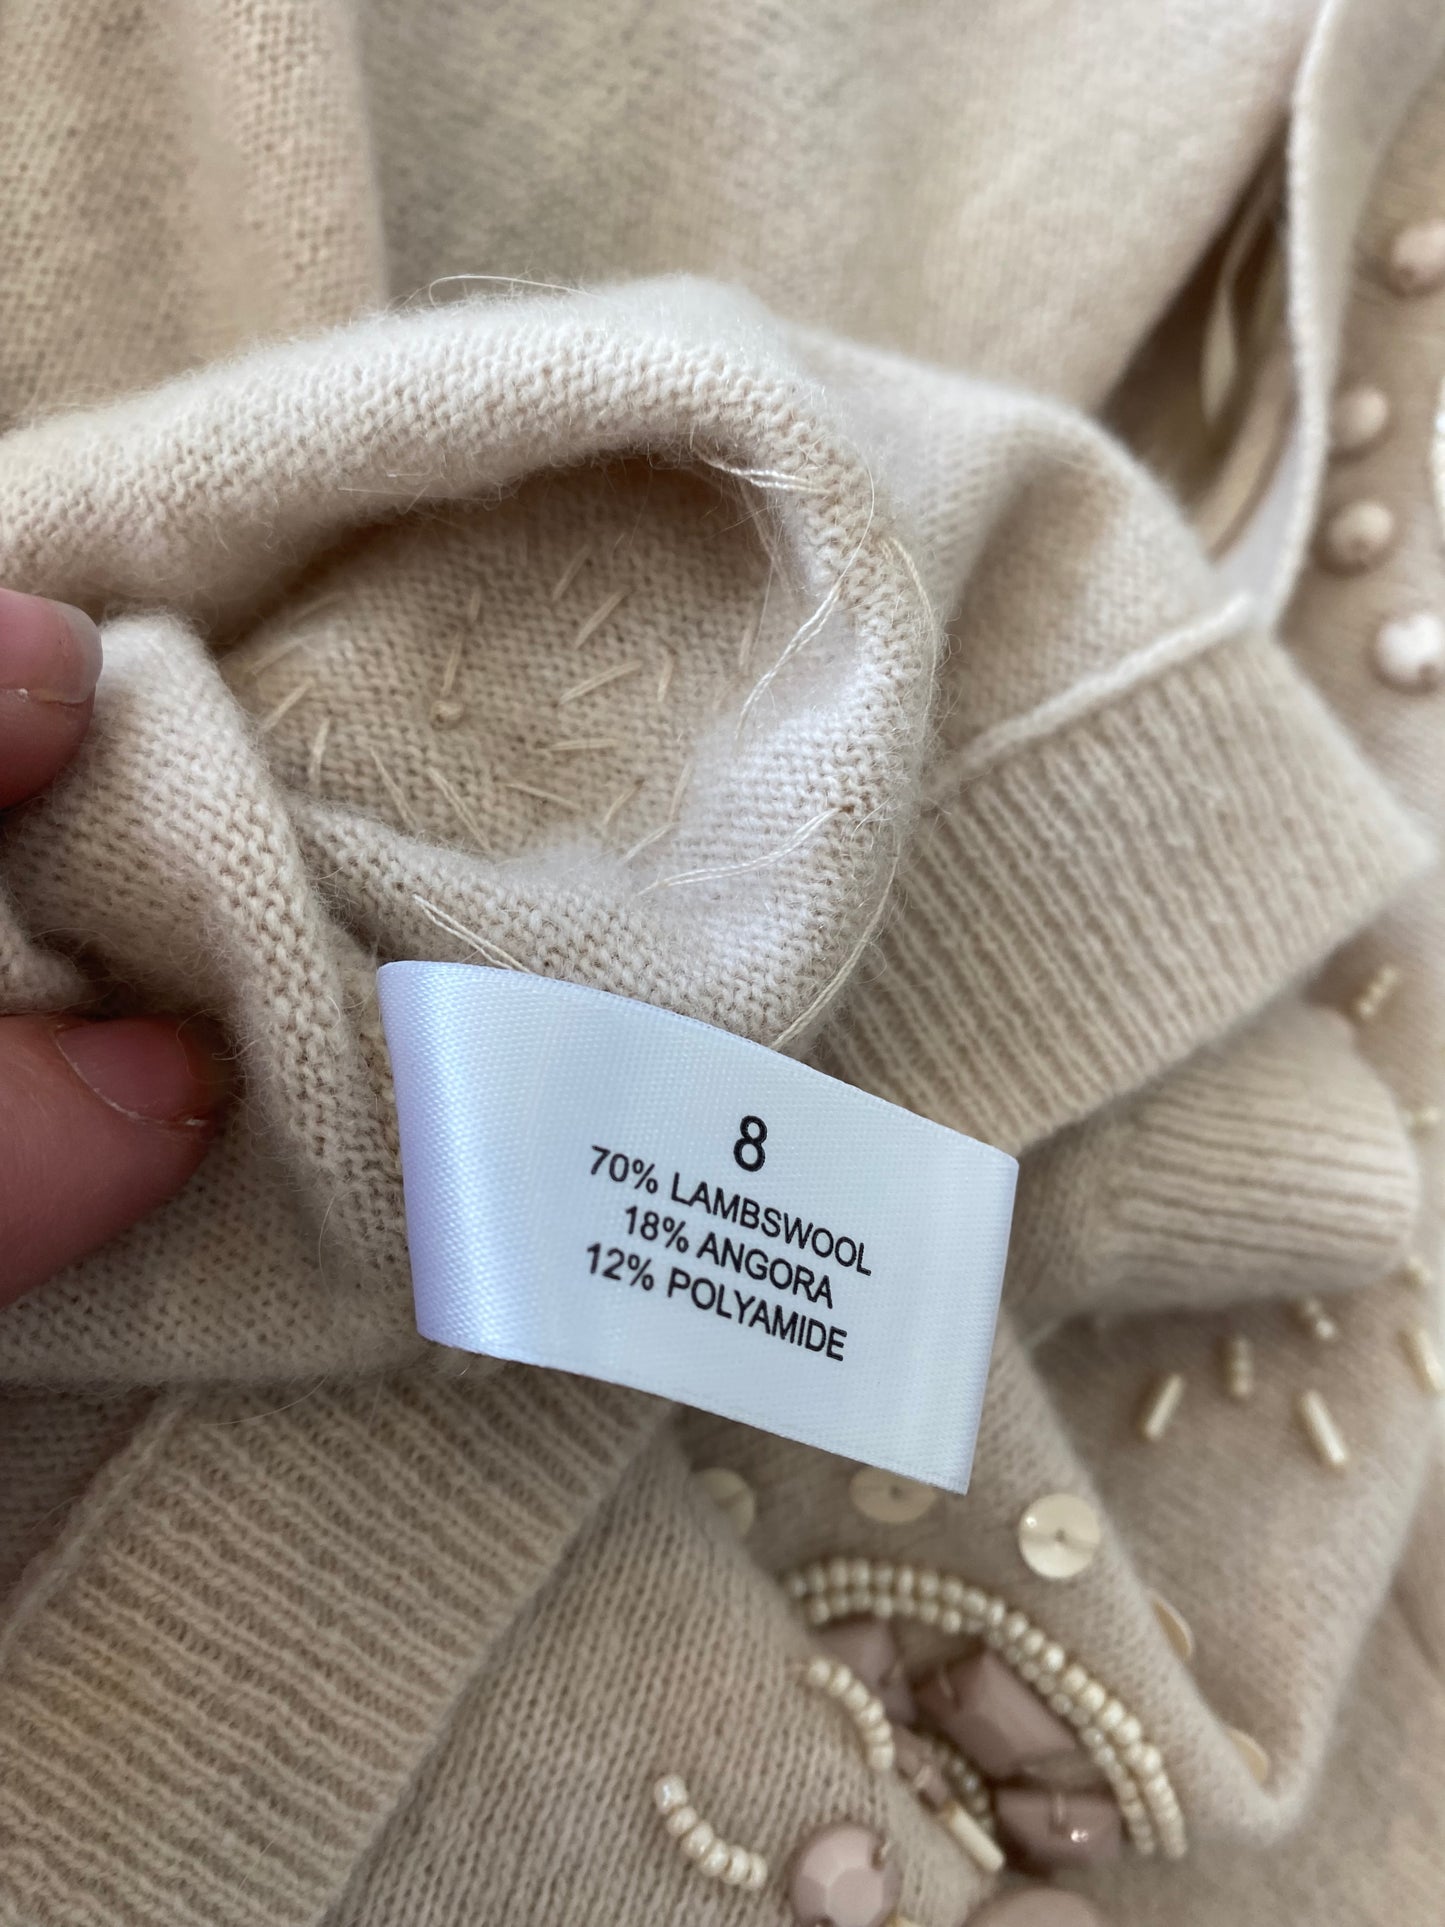 8
70% LAMBSWOOL
18% ANGORA
12% POLYAMIDE